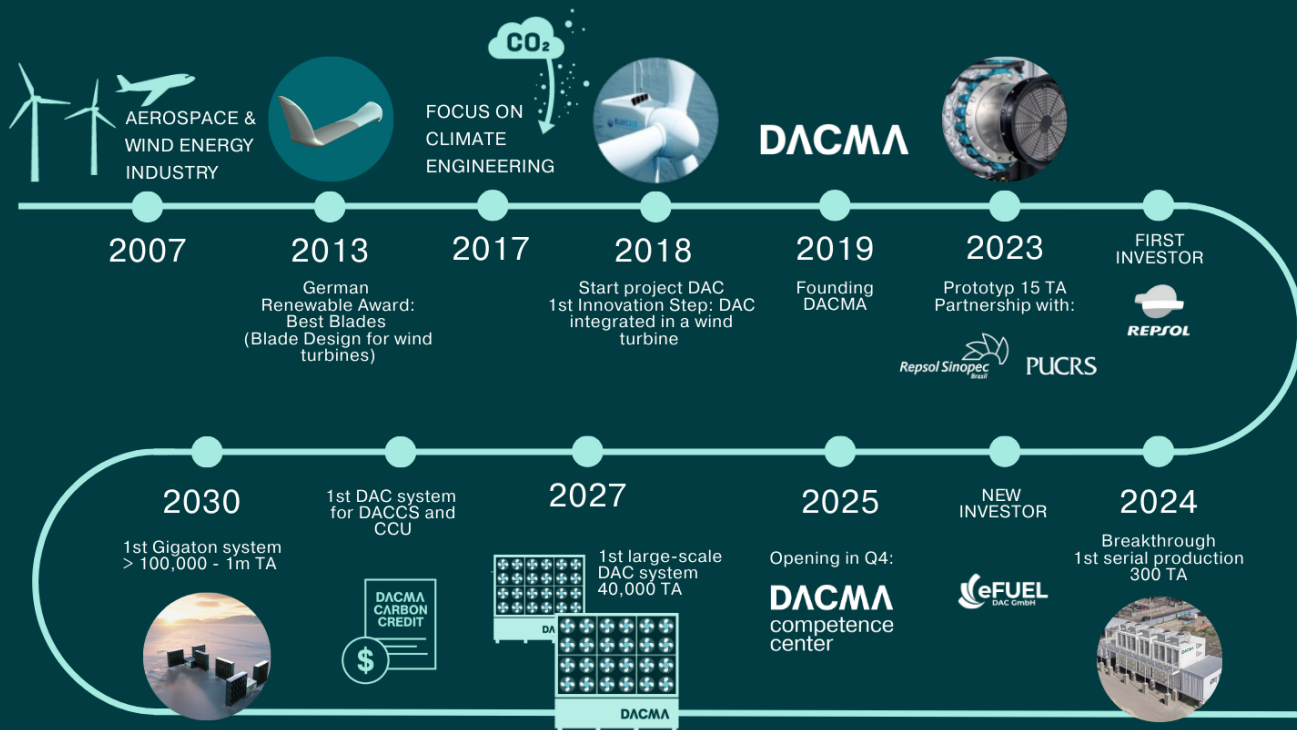 CO₂
AEROSPACE &
WIND ENERGY
INDUSTRY
FOCUS ON
CLIMATE
ENGINEERING
DACMA
2007
2013
German
Renewable Award:
Best Blades
(Blade Design for wind
turbines)
2017
2018
Start project DAC
1st Innovation Step: DAC
integrated in a wind
turbine
2019
Founding
DACMA
2023
Prototyp 15 TA
Partnership with:
Repsol Sinopec
Brasil
PUCRS
FIRST
INVESTOR
REPSOL
2030
1st Gigaton system
> 100,000 - 1m TA
1st DAC system
for DACCS and
CCU
DACMA
CARBON
CREDIT
$
2027
1st large-scale
DAC system
40,000 TA
DA
DACMA
2025
Opening in Q4:
DACMA
competence
center
NEW
INVESTOR
eFUEL
DAC GmbH
2024
Breakthrough
1st serial production
300 TA